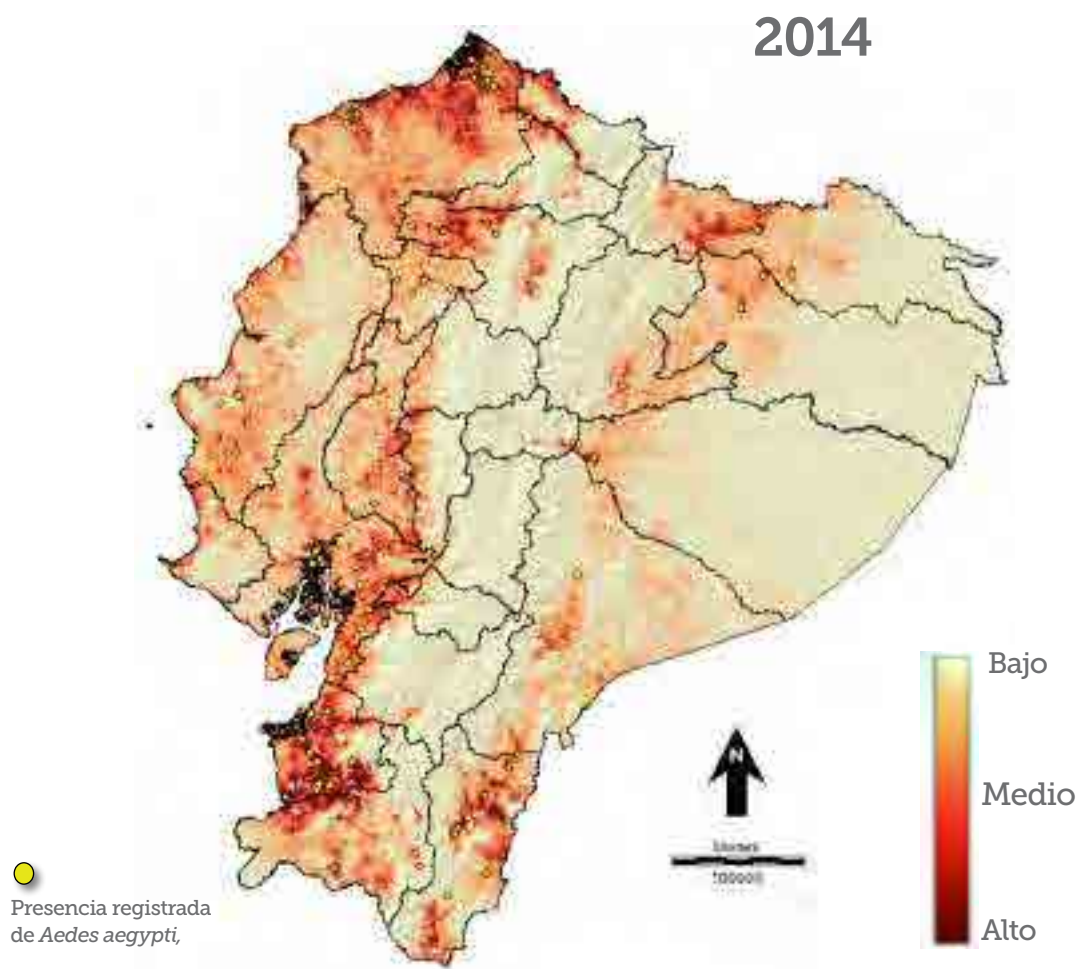 2014
Bajo
N
Medio
Alto
Presencia registrada
de Aedes aegypti,